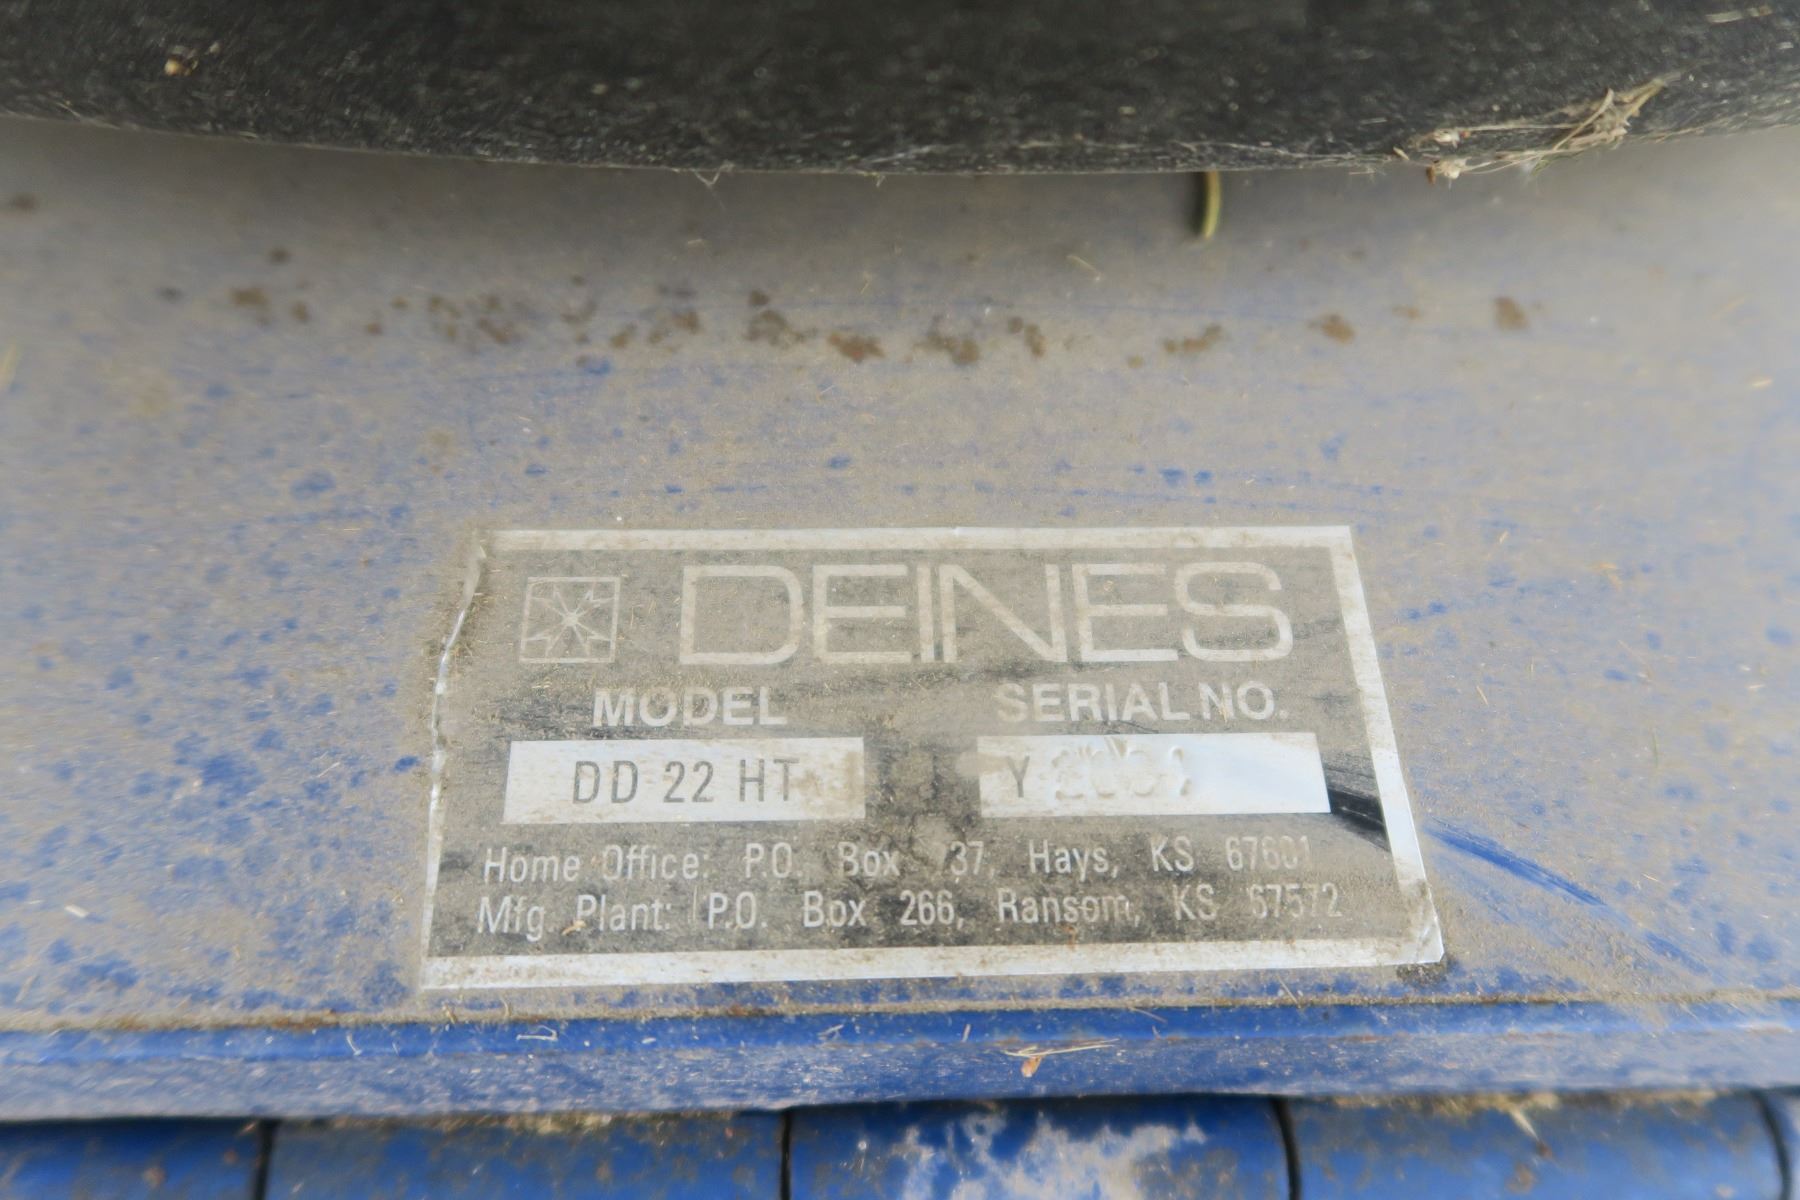 DEINES
MODEL SERIAL NO.
DD 22 HT Y
Home Office: P.O. Box Hays, KS 67601
Mfg. Plant: P.O. Box 266, Ransom, KS 67572